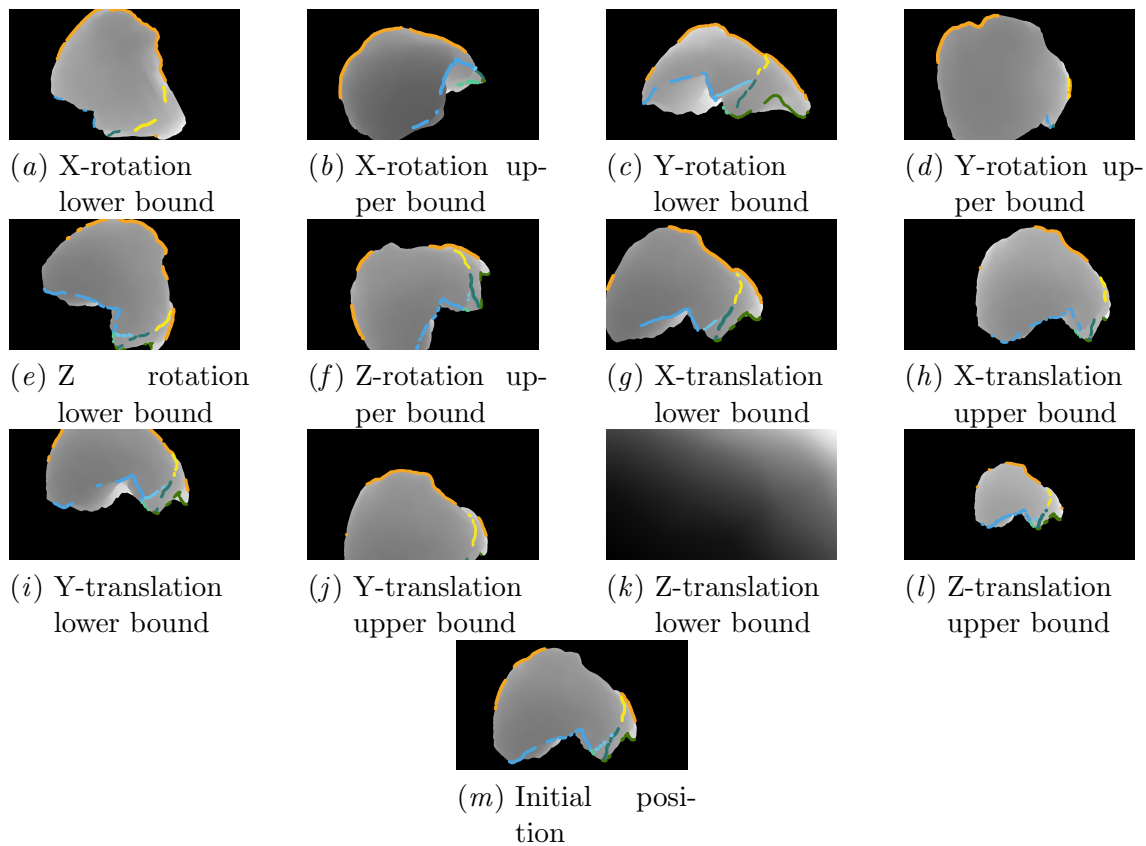 (a) X-rotation
lower bound
(b) X-rotation up-
per bound
(c) Y-rotation
lower bound
(d) Y-rotation up-
per bound
(e) Z rotation
lower bound
(f) Z-rotation up-
per bound
(g) X-translation
lower bound
(h) X-translation
upper bound
(i) Y-translation
lower bound
(j) Y-translation
upper bound
(k) Z-translation
lower bound
(l) Z-translation
upper bound
(m) Initial posi-
tion